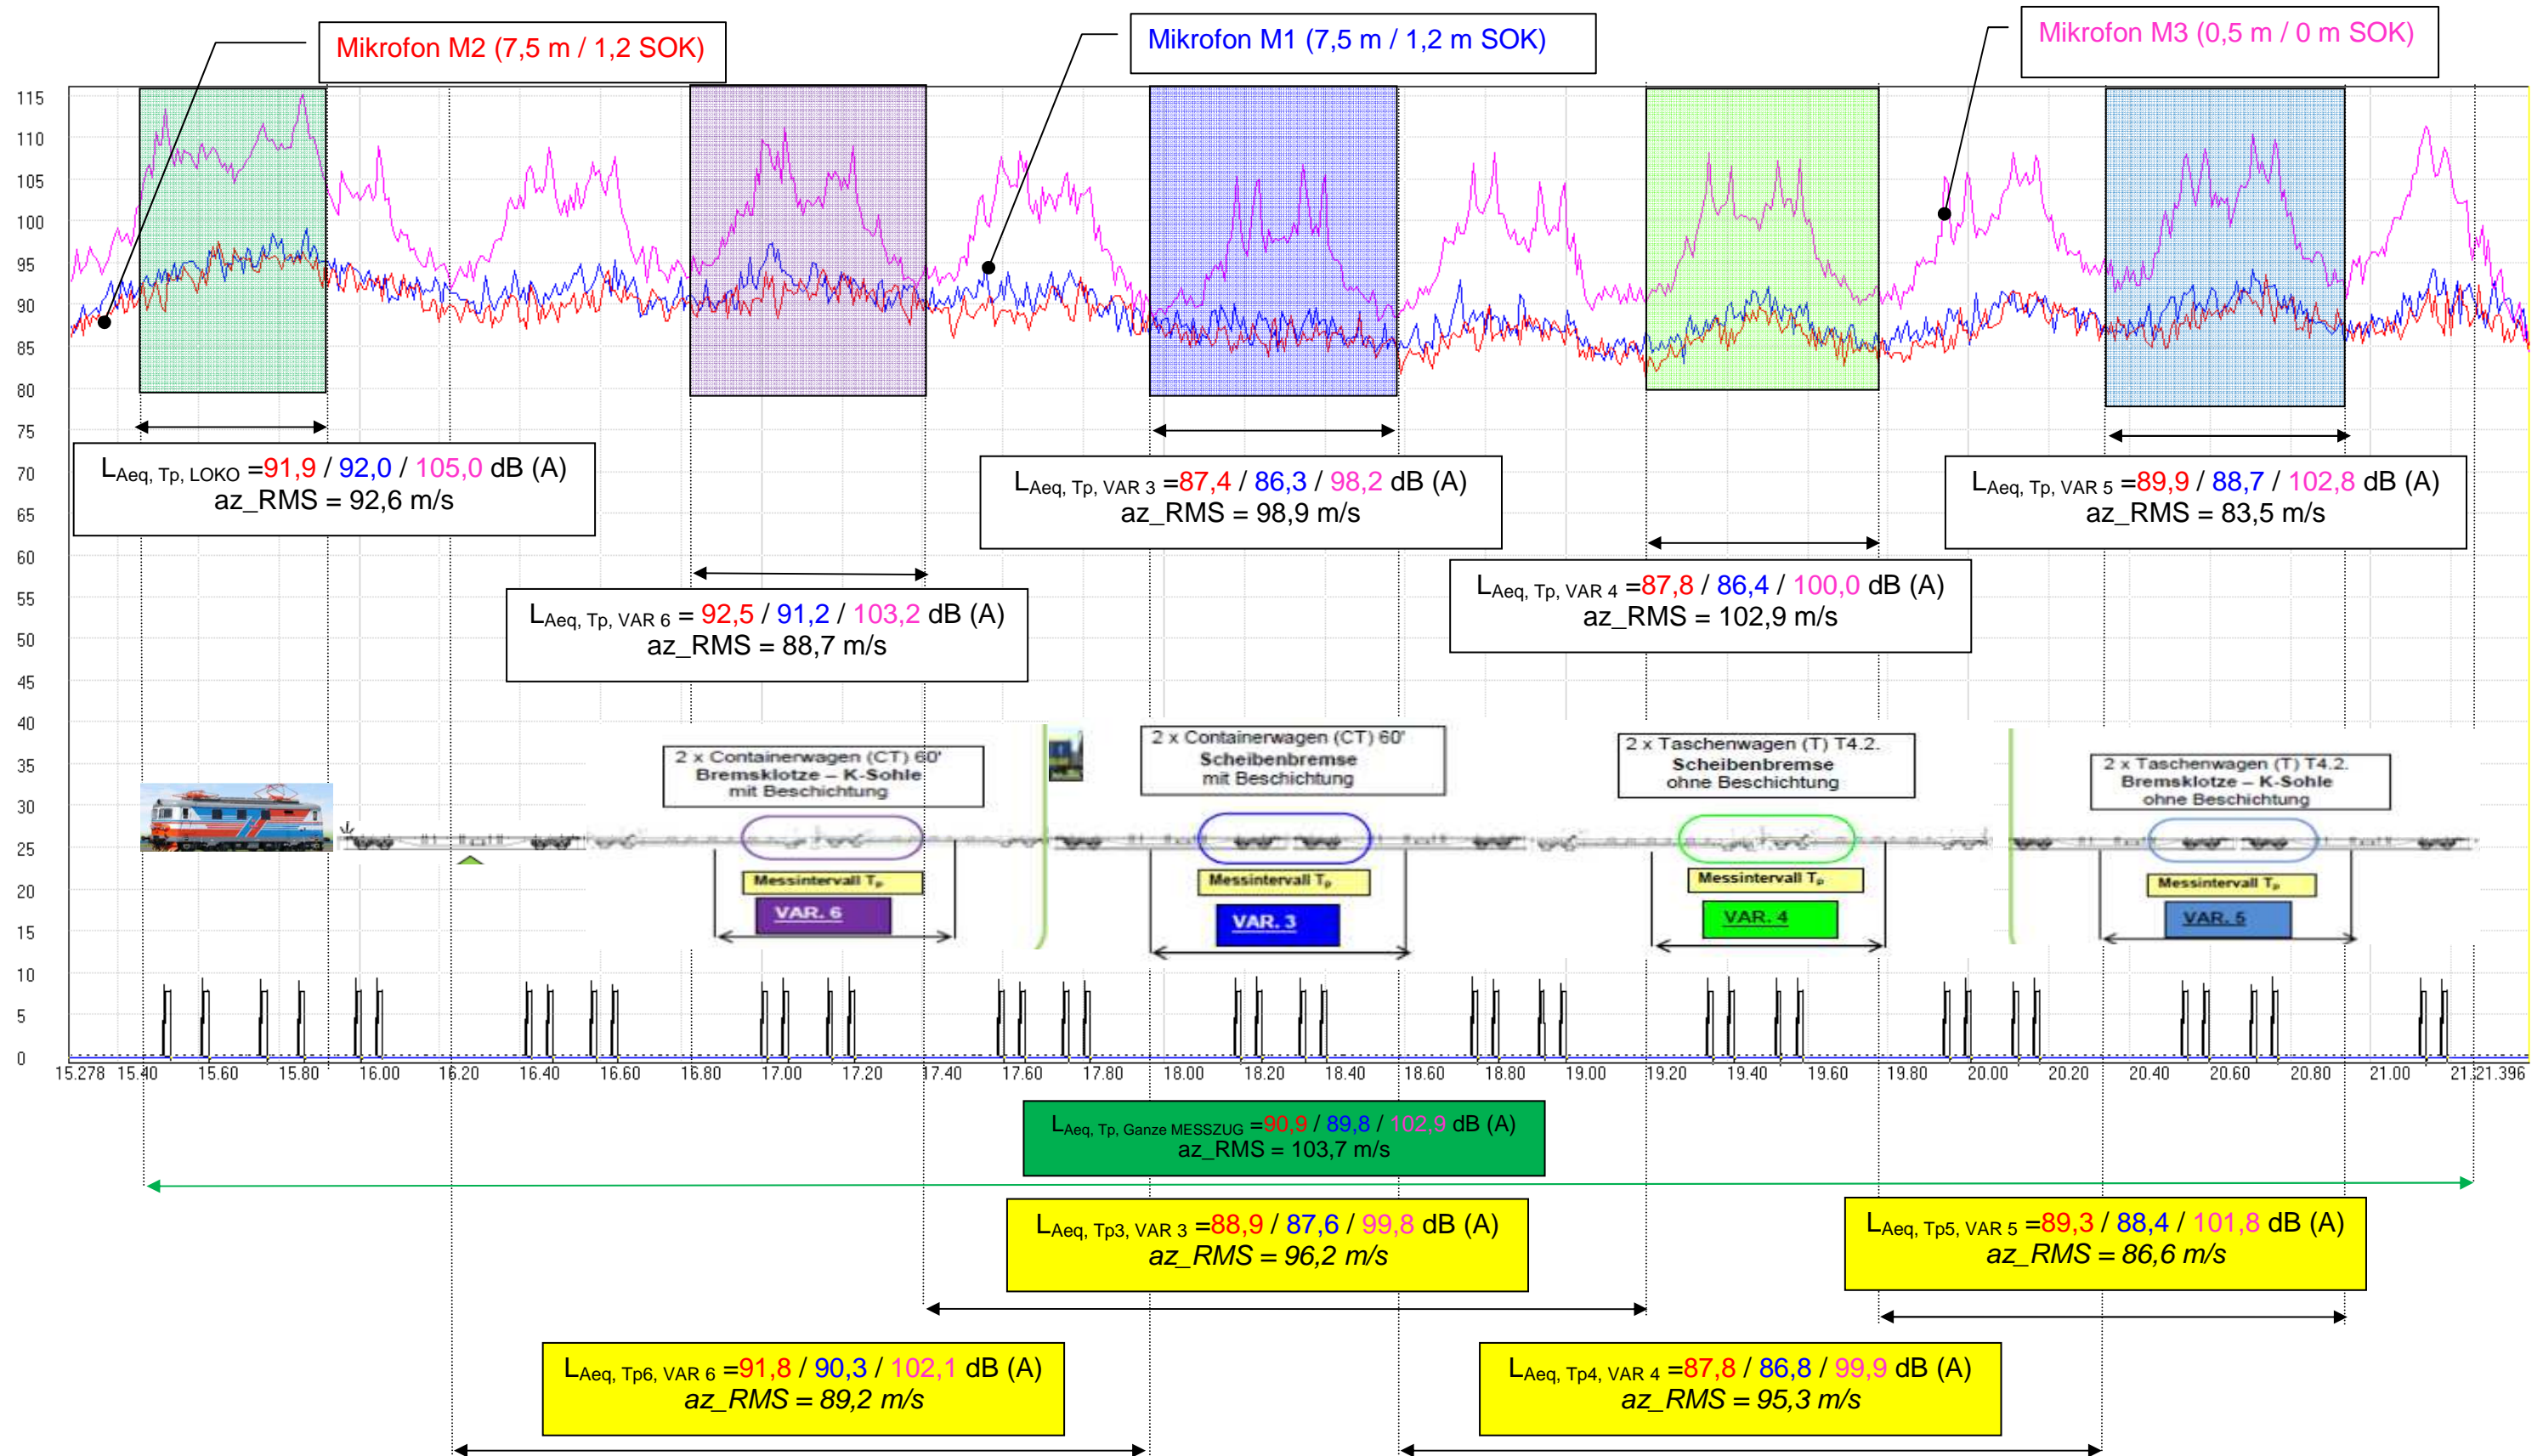 Mikrofon M2 (7,5 m / 1,2 SOK)
Mikrofon M1 (7,5 m / 1,2 m SOK)
Mikrofon M3 (0,5 m / 0 m SOK)
115
110
105
100
95
90
85
80
75
70
65
60
55
50
45
40
35
30
25
20
15
10
5
0
LAeq, Tp, LOKO =91,9 / 92,0 / 105,0 dB (A)
az_RMS = 92,6 m/s
LAeq, Tp, VAR 6 = 92,5 / 91,2 / 103,2 dB (A)
az_RMS = 88,7 m/s
LAeq, Tp, VAR 3 =87,4 / 86,3 / 98,2 dB (A)
az_RMS = 98,9 m/s
LAeq, Tp, VAR 4 =87,8 / 86,4 / 100,0 dB (A)
az_RMS = 102,9 m/s
LAeq, Tp, VAR 5 =89,9 / 88,7 / 102,8 dB (A)
az_RMS = 83,5 m/s
2 x Containerwagen (CT) 60'
Bremsklotze – K-Sohle
mit Beschichtung
Messintervall Tp
VAR. 6
2 x Containerwagen (CT) 60'
Scheibenbremse
mit Beschichtung
Messintervall Tp
VAR. 3
2 x Taschenwagen (T) T4.2.
Scheibenbremse
ohne Beschichtung
Messintervall Tp
VAR. 4
2 x Taschenwagen (T) T4.2.
Bremsklotze – K-Sohle
ohne Beschichtung
Messintervall Tp
VAR. 5
15.278 15.40 15.60 15.80 16.00 16.20 16.40 16.60 16.80 17.00 17.20 17.40 17.60 17.80 18.00 18.20 18.40 18.60 18.80 19.00 19.20 19.40 19.60 19.80 20.00 20.20 20.40 20.60 20.80 21.00 21. 21.396
LAeq, Tp, Ganze MESSZUG =90,9 / 89,8 / 102,9 dB (A)
az_RMS = 103,7 m/s
LAeq, Tp3, VAR 3 =88,9 / 87,6 / 99,8 dB (A)
az_RMS = 96,2 m/s
LAeq, Tp5, VAR 5 =89,3 / 88,4 / 101,8 dB (A)
az_RMS = 86,6 m/s
LAeq, Tp6, VAR 6 =91,8 / 90,3 / 102,1 dB (A)
az_RMS = 89,2 m/s
LAeq, Tp4, VAR 4 =87,8 / 86,8 / 99,9 dB (A)
az_RMS = 95,3 m/s